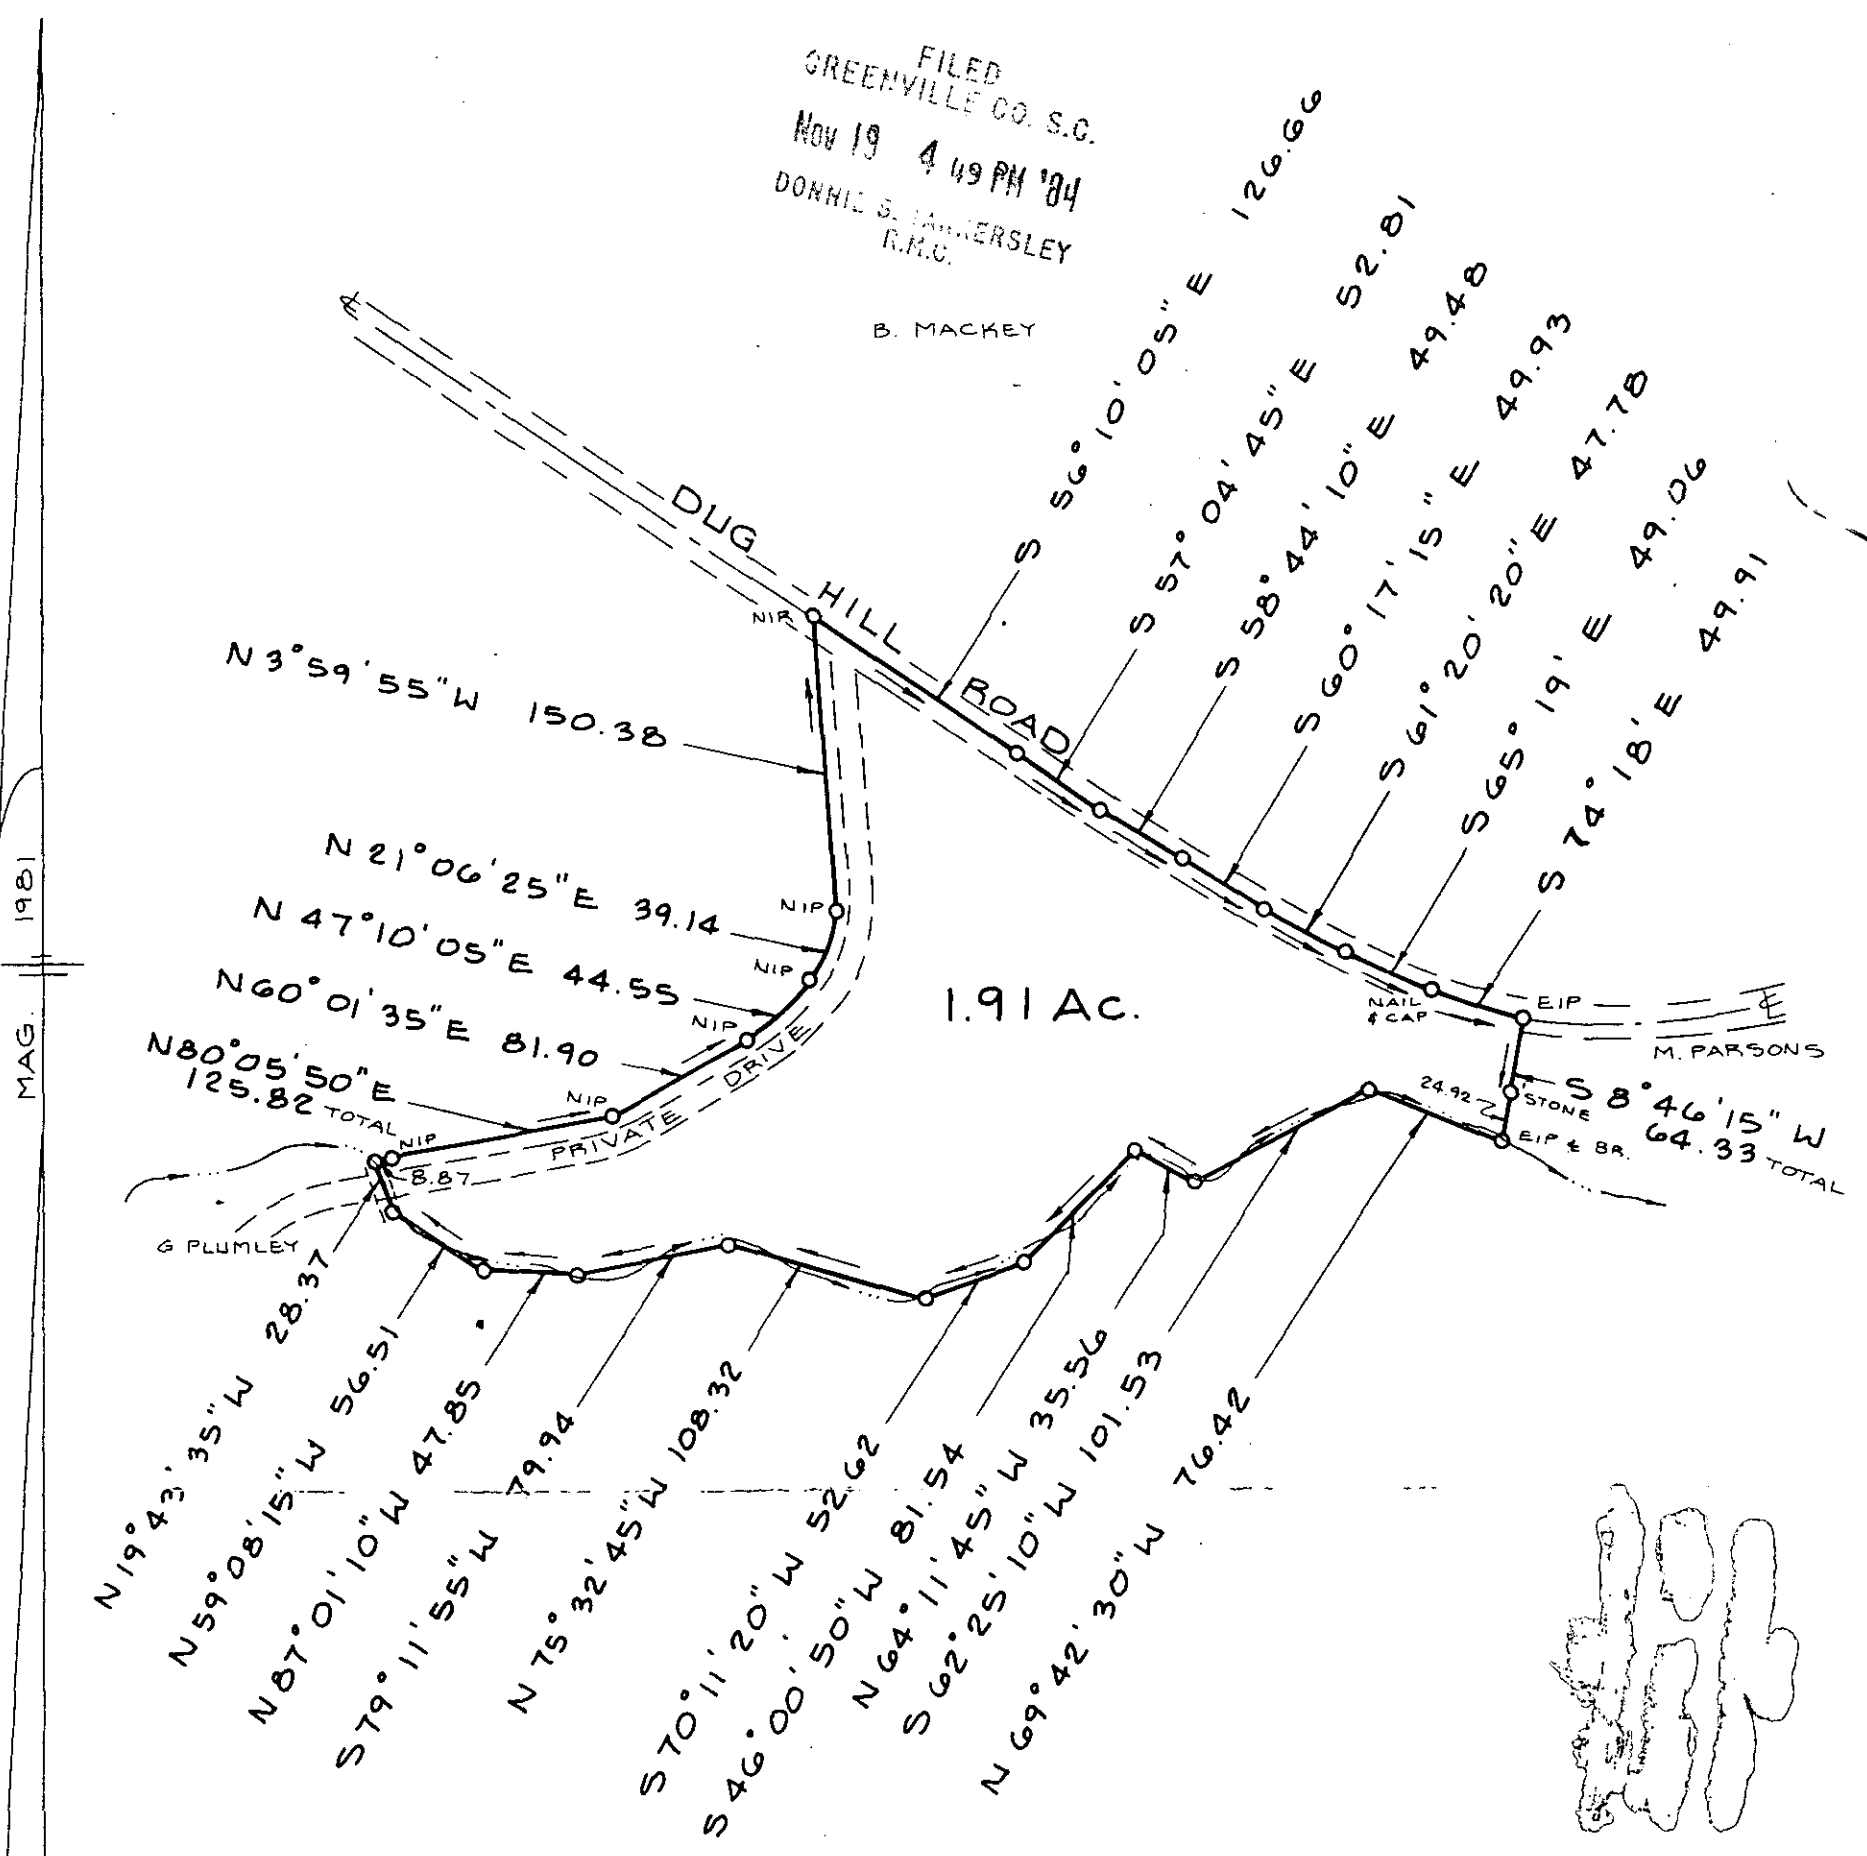 FILED
GREENVILLE CO. S.C.
Nov 19 4 49 PM '84
DONNIE S. TANKERSLEY
R.M.C.
B. MACKEY
DUG HILL ROAD
S 56° 10' 05" E 126.66
S 57° 04' 45" E 52.81
S 58° 44' 10" E 49.48
S 60° 17' 15" E 49.93
S 61° 20' 20" E 47.78
S 65° 19' E 49.06
S 74° 18' E 49.91
NIR
N 3° 59' 55" W 150.38
N 21° 06' 25" E 39.14
NIP
N 47° 10' 05" E 44.55
NIP
N 60° 01' 35" E 81.90
NIP
N 80° 05' 50" E
125.82 TOTAL
NIP
NIP
8.87
PRIVATE DRIVE
1.91 AC.
MAG. 1981
NAIL
& CAP
EIP
℄
M. PARSONS
24.92
STONE
S 8° 46' 15" W
64.33 TOTAL
EIP & BR.
G PLUMLEY
N 19° 43' 35" W 28.37
N 59° 08' 15" W 56.51
N 87° 01' 10" W 47.85
S 79° 11' 55" W 79.94
N 75° 32' 45" W 108.32
S 70° 11' 20" W 52.62
S 46° 00' 50" W 81.54
N 64° 11' 45" W 35.56
S 62° 25' 10" W 101.53
N 69° 42' 30" W 76.42